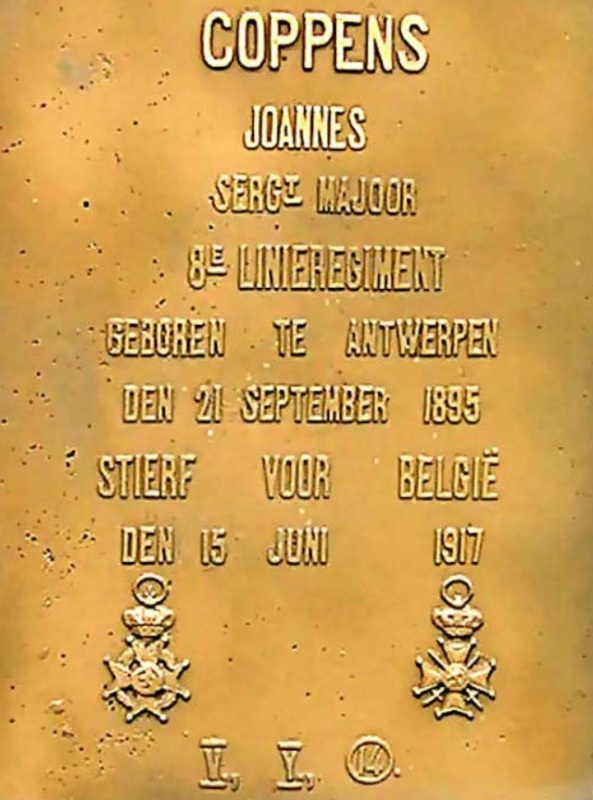 COPPENS
JOANNES
SERGT MAJOOR
8E LINIEREGIMENT
GEBOREN TE ANTWERPEN
DEN 21 SEPTEMBER 1895
STIERF VOOR BELGIË
DEN 15 JUNI 1917
V, Y, 14.